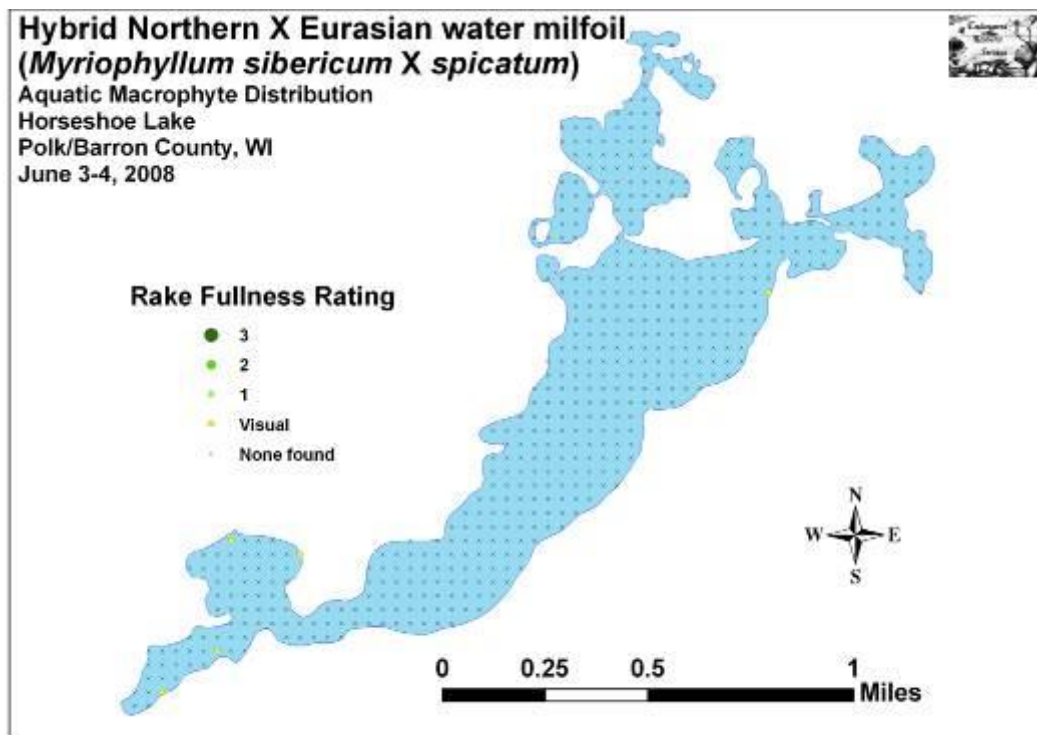 Hybrid Northern X Eurasian water milfoil
(Myriophyllum sibericum X spicatum)
Aquatic Macrophyte Distribution
Horseshoe Lake
Polk/Barron County, WI
June 3-4, 2008
Rake Fullness Rating
3
2
1
Visual
None found
N
W E
S
0 0.25 0.5 1
Miles